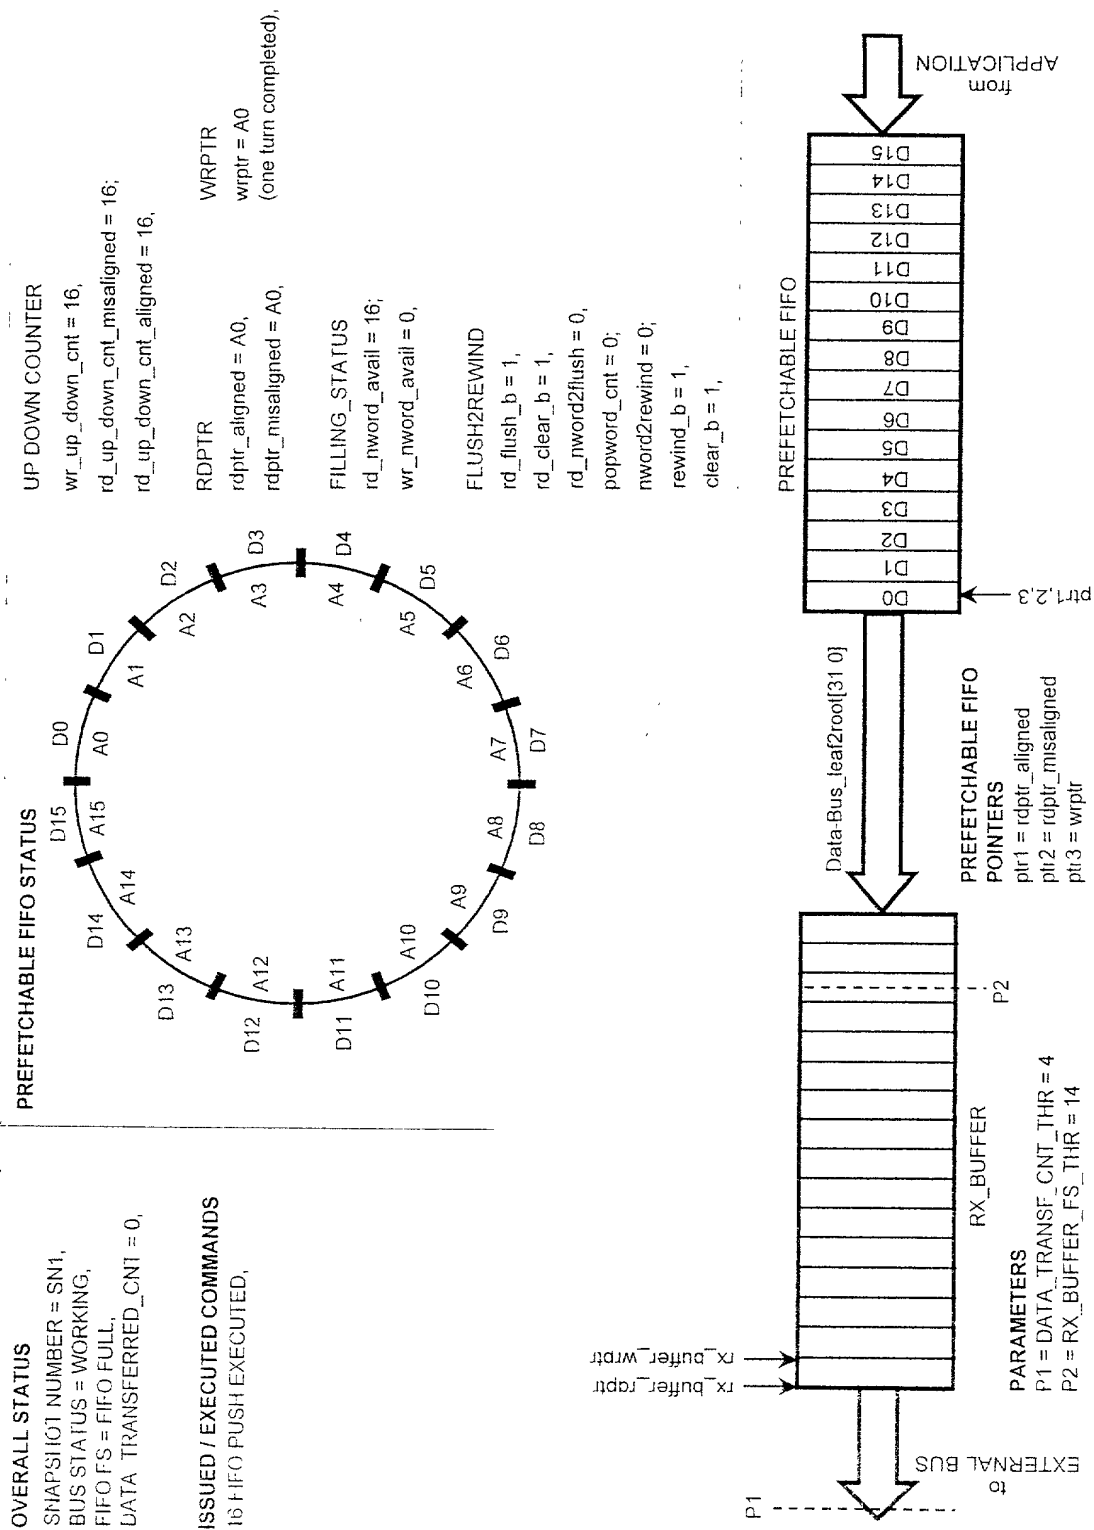 OVERALL STATUS
SNAPSHOT NUMBER = SN1,
BUS STATUS = WORKING,
FIFO FS = FIFO FULL,
DATA TRANSFERRED_CNT = 0,
ISSUED / EXECUTED COMMANDS
16 FIFO PUSH EXECUTED,
PREFETCHABLE FIFO STATUS
D0
D1
D2
D3
D4
D5
D6
D7
D8
D9
D10
D11
D12
D13
D14
D15
A0
A1
A2
A3
A4
A5
A6
A7
A8
A9
A10
A11
A12
A13
A14
A15
UP DOWN COUNTER
wr_up_down_cnt = 16,
rd_up_down_cnt_misaligned = 16;
rd_up_down_cnt_aligned = 16,
RDPTR
rdptr_aligned = A0,
rdptr_misaligned = A0,
WRPTR
wrptr = A0
(one turn completed),
FILLING_STATUS
rd_nword_avail = 16;
wr_nword_avail = 0,
FLUSH2REWIND
rd_flush_b = 1,
rd_clear_b = 1,
rd_nword2flush = 0,
popword_cnt = 0;
nword2rewind = 0;
rewind_b = 1,
clear_b = 1,
P1
to
EXTERNAL BUS
rx_buffer_rqptr
rx_buffer_wrptr
RX_BUFFER
P2
PARAMETERS
P1 = DATA_TRANSF_CNT_THR = 4
P2 = RX_BUFFER_FS_THR = 14
Data-Bus_leaf2root[31 0]
PREFETCHABLE FIFO
POINTERS
ptr1 = rdptr_aligned
ptr2 = rdptr_misaligned
ptr3 = wrptr
PREFETCHABLE FIFO
D0
D1
D2
D3
D4
D5
D6
D7
D8
D9
D10
D11
D12
D13
D14
D15
ptr1,2,3
from
APPLICATION